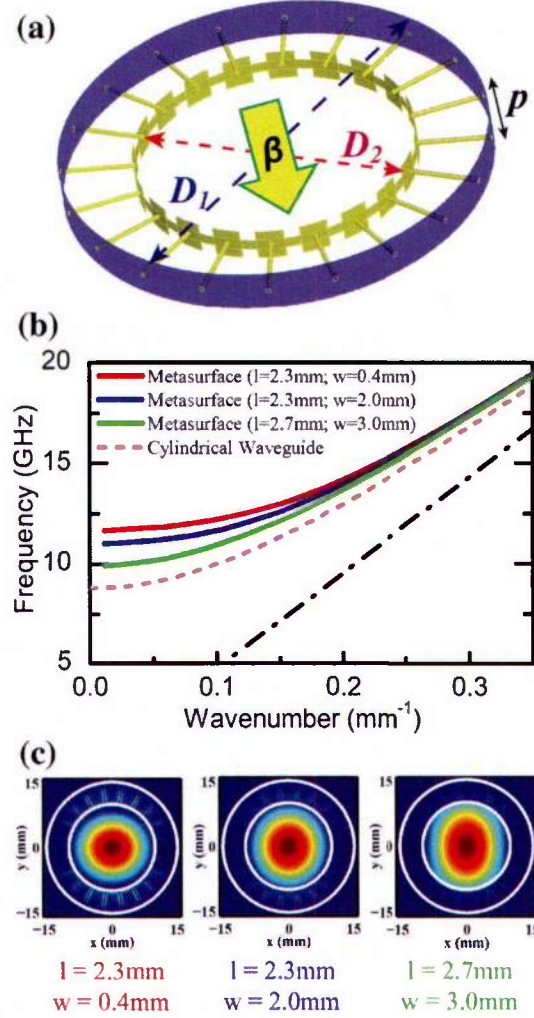 (a)
p
β
D₂
D₁
(b)
20
15
10
5
Frequency (GHz)
Metasurface (l=2.3mm; w=0.4mm)
Metasurface (l=2.3mm; w=2.0mm)
Metasurface (l=2.7mm; w=3.0mm)
Cylindrical Waveguide
0.0 0.1 0.2 0.3
Wavenumber (mm⁻¹)
(c)
15 15 15
y (mm) y (mm) y (mm)
0 0 0
−15 −15 −15
−15 0 15 −15 0 15 −15 0 15
x (mm) x (mm) x (mm)
l = 2.3mm l = 2.3mm l = 2.7mm
w = 0.4mm w = 2.0mm w = 3.0mm